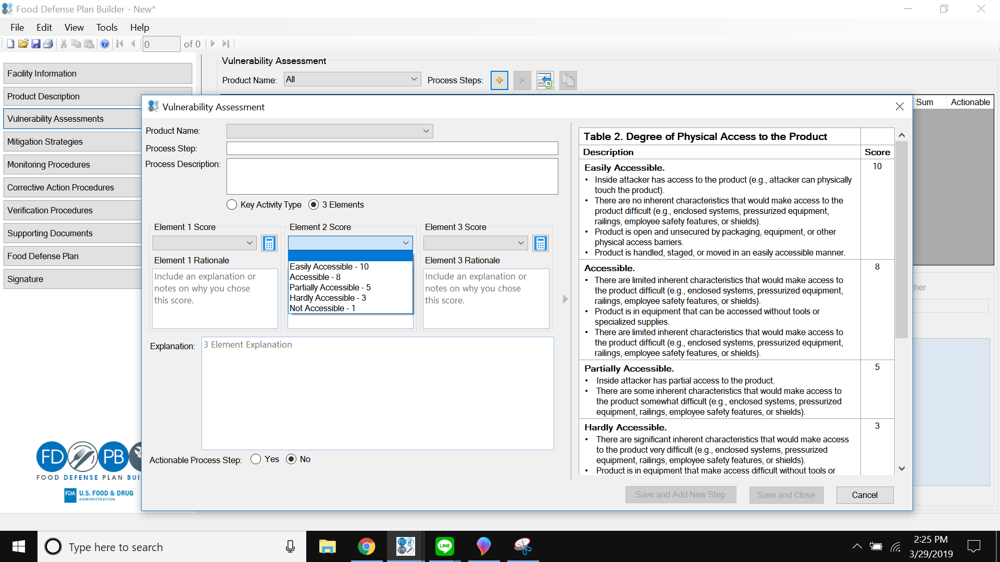 Food Defense Plan Builder - New*
File Edit View Tools Help
0 of 0
Facility Information
Product Description
Vulnerability Assessments
Mitigation Strategies
Monitoring Procedures
Corrective Action Procedures
Verification Procedures
Supporting Documents
Food Defense Plan
Signature
FD PB
FOOD DEFENSE PLAN BUI
FDA U.S. FOOD & DRUG
ADMINISTRATION
Vulnerability Assessment
Product Name: All Process Steps:
Sum Actionable
ther
Vulnerability Assessment
Product Name:
Process Step:
Process Description:
Key Activity Type 3 Elements
Element 1 Score
Element 1 Rationale
Include an explanation or
notes on why you chose
this score.
Element 2 Score
Easily Accessible - 10
Accessible - 8
Partially Accessible - 5
Hardly Accessible - 3
Not Accessible - 1
Element 3 Score
Element 3 Rationale
Include an explanation or
notes on why you chose
this score.
Explanation: 3 Element Explanation
Actionable Process Step: Yes No
Table 2. Degree of Physical Access to the Product
Description Score
Easily Accessible. 10
• Inside attacker has access to the product (e.g., attacker can physically
touch the product).
• There are no inherent characteristics that would make access to the
product difficult (e.g., enclosed systems, pressurized equipment,
railings, employee safety features, or shields).
• Product is open and unsecured by packaging, equipment, or other
physical access barriers.
• Product is handled, staged, or moved in an easily accessible manner.
Accessible. 8
• There are limited inherent characteristics that would make access to
the product difficult (e.g., enclosed systems, pressurized equipment,
railings, employee safety features, or shields).
• Product is in equipment that can be accessed without tools or
specialized supplies.
• There are limited inherent characteristics that would make access to
the product difficult (e.g., enclosed systems, pressurized equipment,
railings, employee safety features, or shields).
Partially Accessible. 5
• Inside attacker has partial access to the product.
• There are some inherent characteristics that would make access to
the product somewhat difficult (e.g., enclosed systems, pressurized
equipment, railings, employee safety features, or shields).
Hardly Accessible. 3
• There are significant inherent characteristics that would make access
to the product very difficult (e.g., enclosed systems, pressurized
equipment, railings, employee safety features, or shields).
• Product is in equipment that make access difficult without tools or
Save and Add New Step Save and Close Cancel
Type here to search
LINE
2:25 PM
3/29/2019